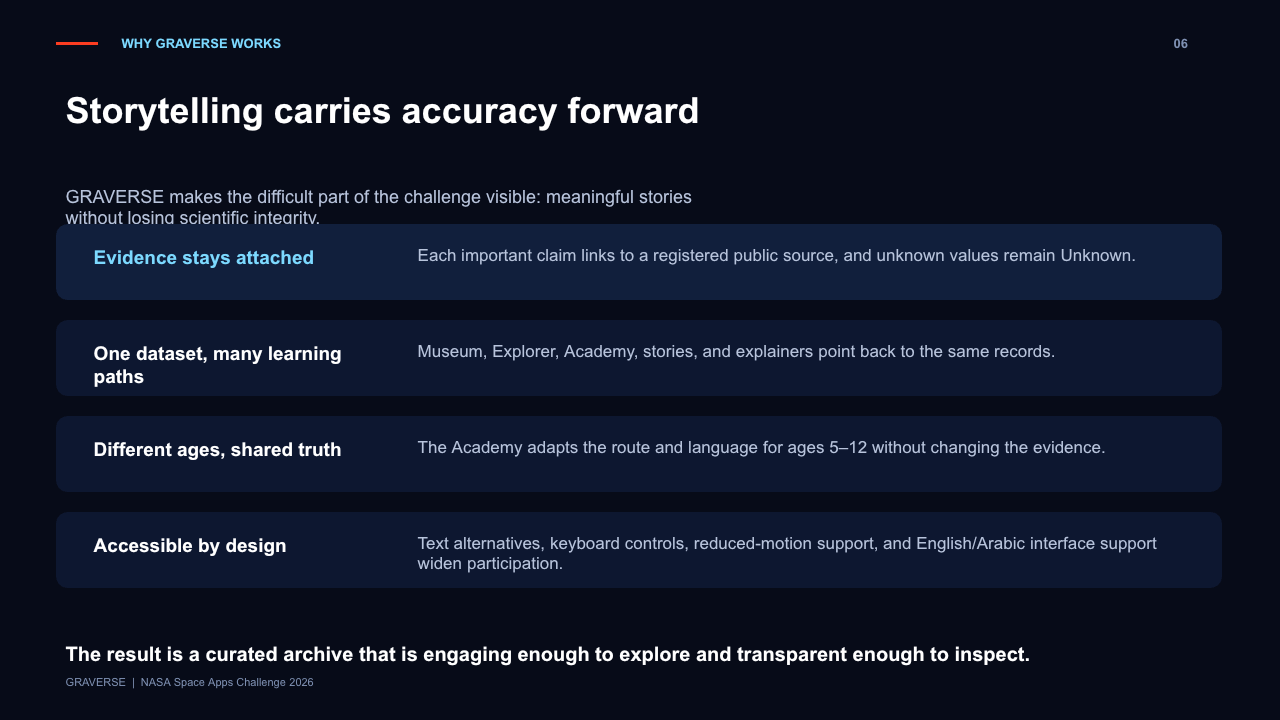 WHY GRAVERSE WORKS
06
Storytelling carries accuracy forward
GRAVERSE makes the difficult part of the challenge visible: meaningful stories
without losing scientific integrity.
Evidence stays attached
Each important claim links to a registered public source, and unknown values remain Unknown.
One dataset, many learning
paths
Museum, Explorer, Academy, stories, and explainers point back to the same records.
Different ages, shared truth
The Academy adapts the route and language for ages 5–12 without changing the evidence.
Accessible by design
Text alternatives, keyboard controls, reduced-motion support, and English/Arabic interface support
widen participation.
The result is a curated archive that is engaging enough to explore and transparent enough to inspect.
GRAVERSE | NASA Space Apps Challenge 2026